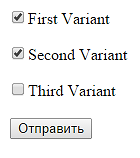 First Variant
Second Variant
Third Variant
Отправить